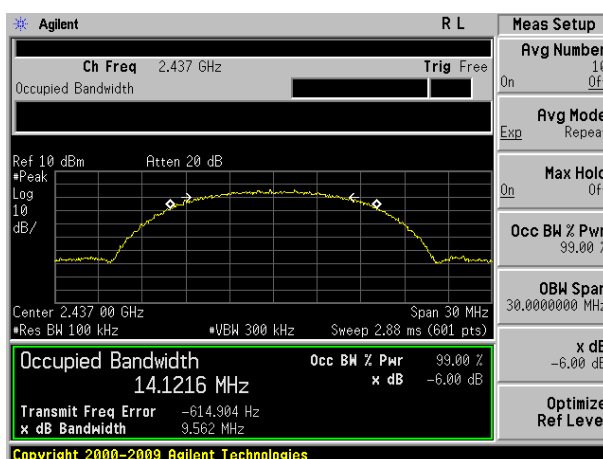 Agilent R L Meas Setup
Ch Freq 2.437 GHz Trig Free
Occupied Bandwidth
Avg Number
10
On Off
Avg Mode
Exp Repeat
Max Hold
On Off
Occ BW % Pwr
99.00 %
OBW Span
30.0000000 MHz
x dB
-6.00 dB
Optimize
Ref Level
Ref 10 dBm Atten 20 dB
#Peak
Log
10
dB/
Center 2.437 00 GHz Span 30 MHz
#Res BW 100 kHz #VBW 300 kHz Sweep 2.88 ms (601 pts)
Occupied Bandwidth Occ BW % Pwr 99.00 %
14.1216 MHz x dB -6.00 dB
Transmit Freq Error -614.904 Hz
x dB Bandwidth 9.562 MHz
Copyright 2000-2009 Agilent Technologies